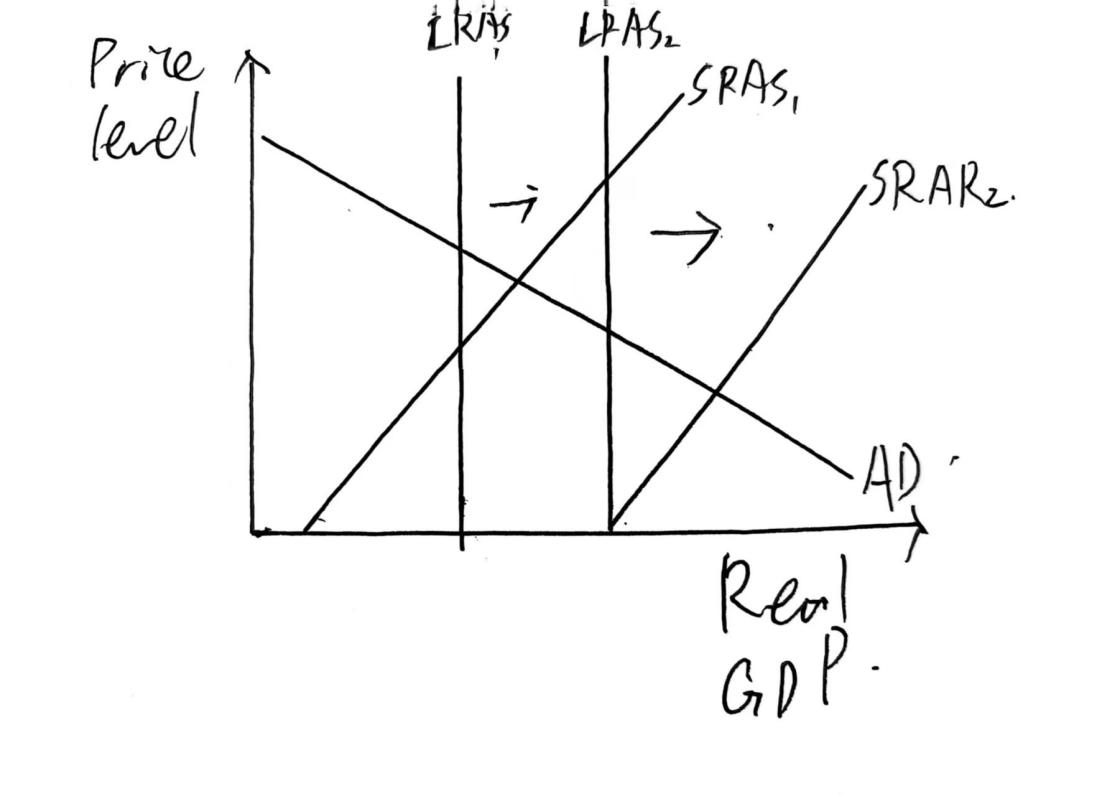 LRAS₁
LRAS₂
Price
level
SRAS₁
SRAR₂.
AD
Real
GDP.